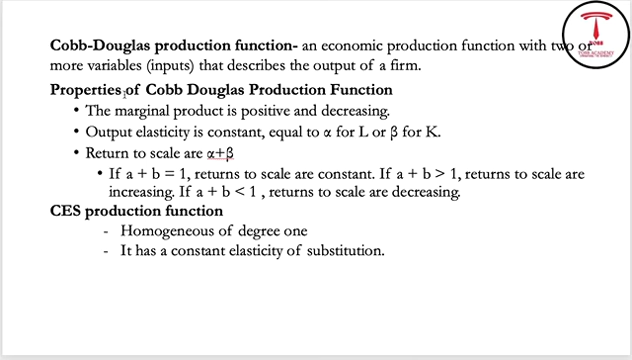 Cobb-Douglas production function- an economic production function with two or
more variables (inputs) that describes the output of a firm.
Properties of Cobb Douglas Production Function
• The marginal product is positive and decreasing.
• Output elasticity is constant, equal to α for L or β for K.
• Return to scale are α+β
• If a + b = 1, returns to scale are constant. If a + b > 1, returns to scale are
increasing. If a + b < 1 , returns to scale are decreasing.
CES production function
- Homogeneous of degree one
- It has a constant elasticity of substitution.